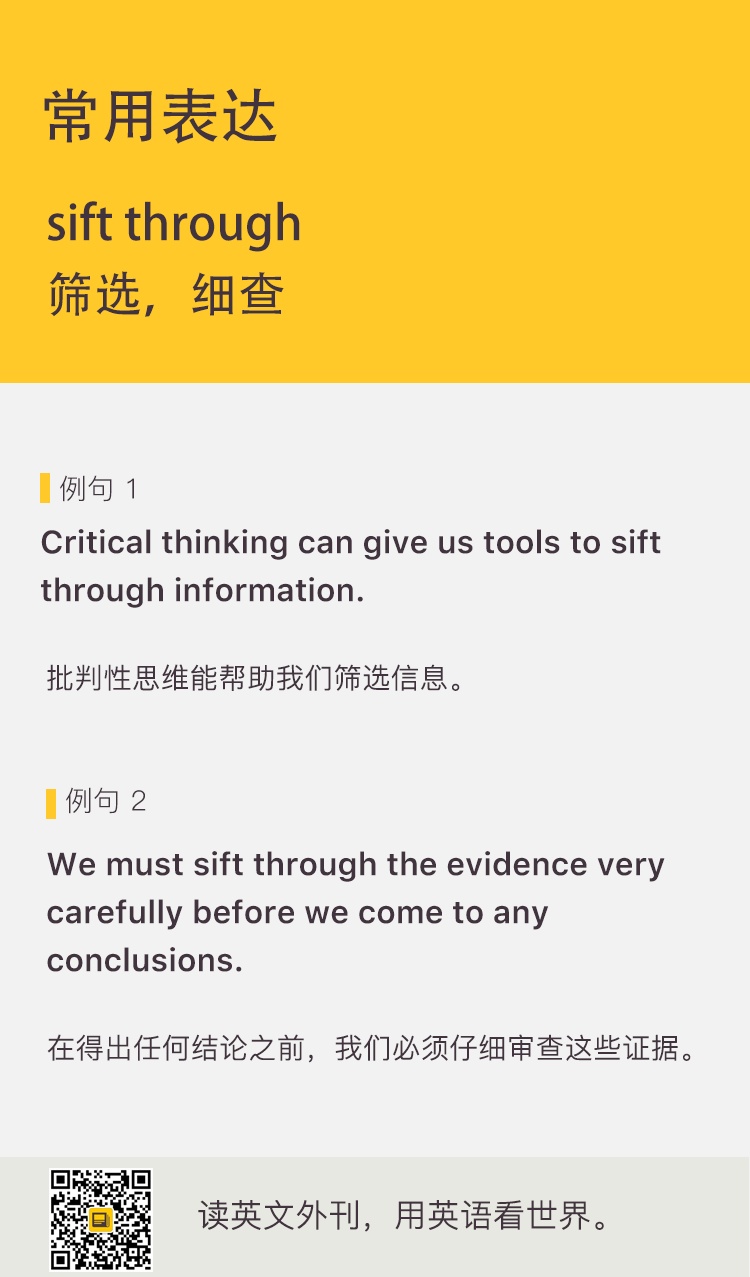 常用表达
sift through
筛选，细查
例句 1
Critical thinking can give us tools to sift
through information.
批判性思维能帮助我们筛选信息。
例句 2
We must sift through the evidence very
carefully before we come to any
conclusions.
在得出任何结论之前，我们必须仔细审查这些证据。
读英文外刊，用英语看世界。